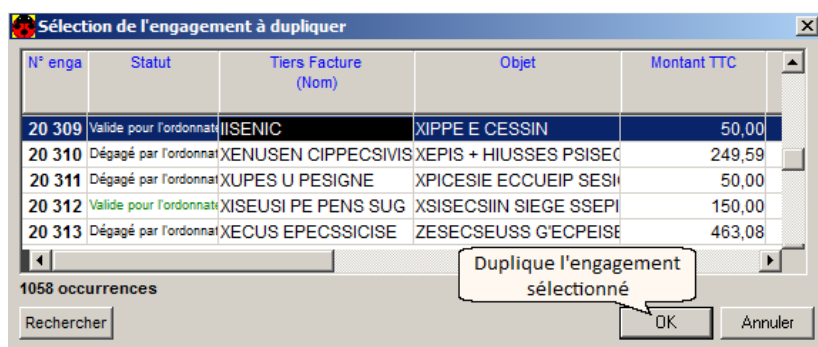 Sélection de l'engagement à dupliquer
N° enga Statut Tiers Facture (Nom) Objet Montant TTC
20 309 Valide pour l'ordonnate IISENIC XIPPE E CESSIN 50,00
20 310 Dégagé par l'ordonnat XENUSEN CIPPECSIVIS XEPIS + HIUSSES PSISEC 249,59
20 311 Dégagé par l'ordonnat XUPES U PESIGNE XPICESIE ECCUEIP SESI 50,00
20 312 Valide pour l'ordonnate XISEUSI PE PENS SUG XSISECSIIN SIEGE SSEPI 150,00
20 313 Dégagé par l'ordonnat XECUS EPECSSICISE ZESECSEUSS G'ECPEISE 463,08
Duplique l'engagement
sélectionné
1058 occurrences
Rechercher OK Annuler